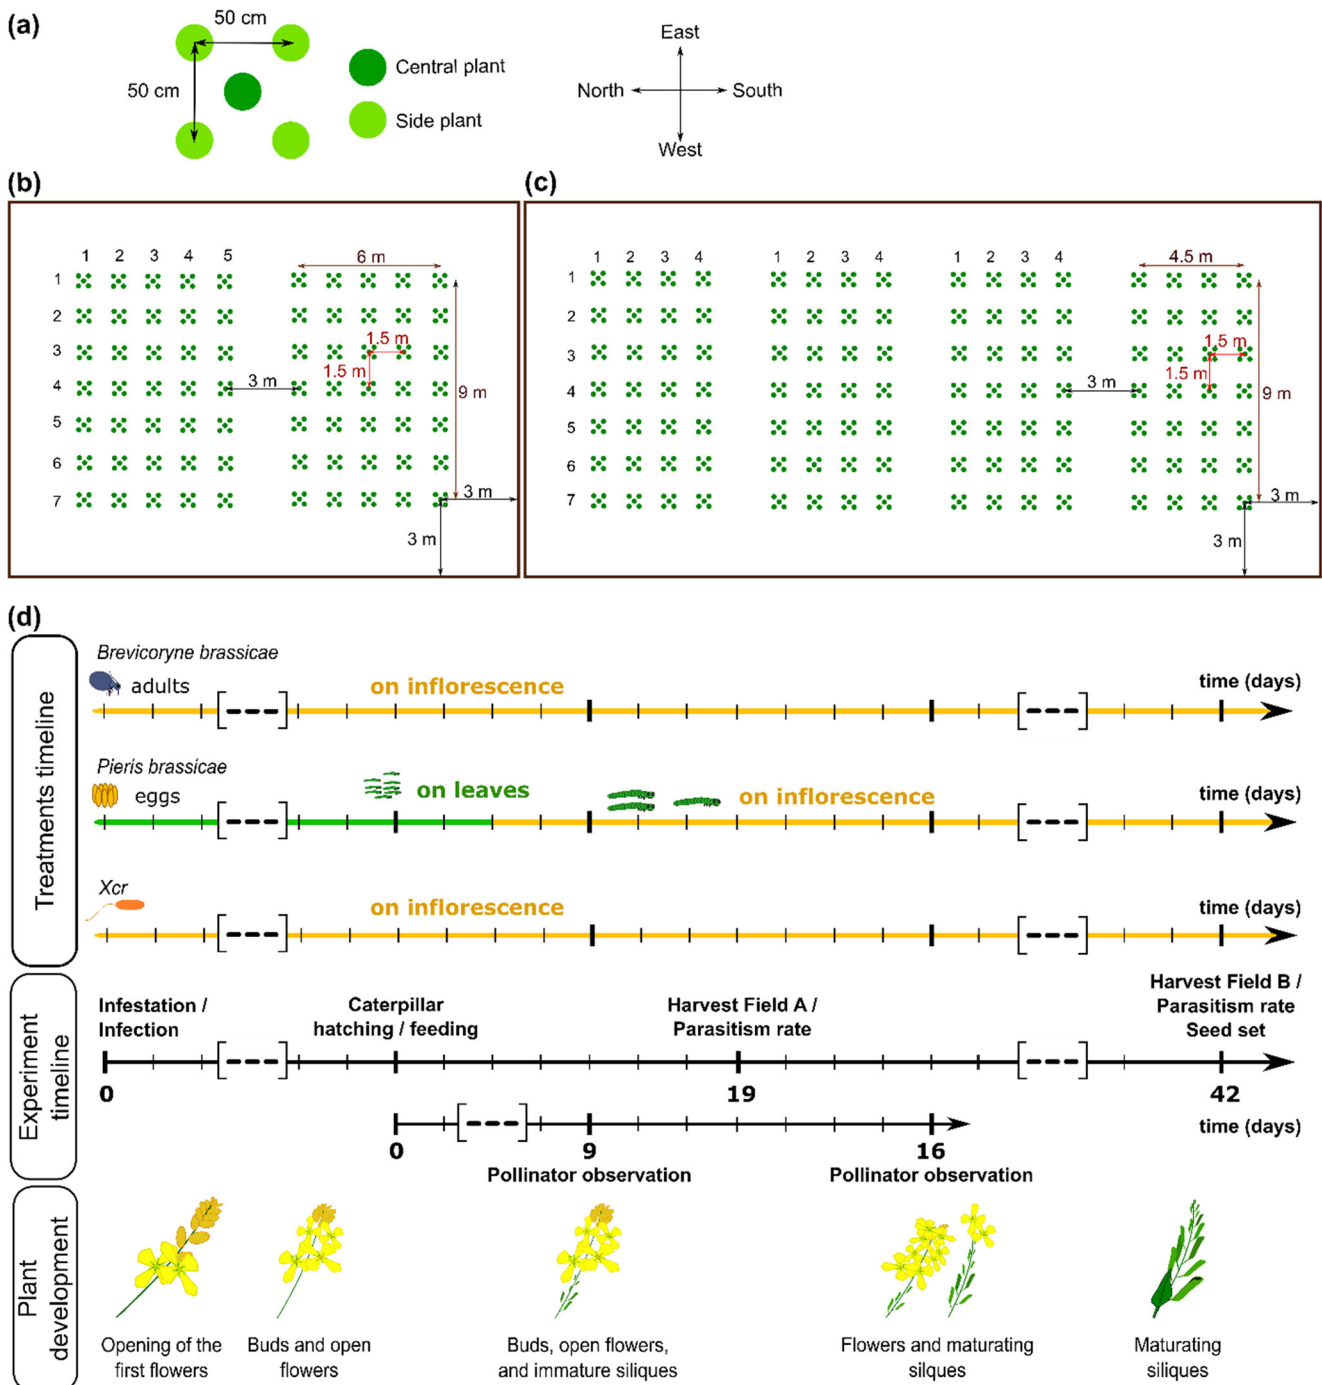 (a)
50 cm
50 cm
Central plant
Side plant
East
North
South
West
(b)
1 2 3 4 5
6 m
1
2
3
4
5
6
7
1.5 m
1.5 m
3 m
9 m
3 m
3 m
(c)
1 2 3 4
1 2 3 4
1 2 3 4
4.5 m
1
2
3
4
5
6
7
1.5 m
1.5 m
3 m
9 m
3 m
3 m
(d)
Treatments timeline
Brevicoryne brassicae
adults
on inflorescence
time (days)
Pieris brassicae
eggs
on leaves
on inflorescence
time (days)
Xcr
on inflorescence
time (days)
Experiment
timeline
Infestation /
Infection
Caterpillar
hatching / feeding
Harvest Field A /
Parasitism rate
Harvest Field B /
Parasitism rate
Seed set
0
19
42
0
9
16
time (days)
Pollinator observation
Pollinator observation
Plant
development
Opening of the
first flowers
Buds and open
flowers
Buds, open flowers,
and immature siliques
Flowers and maturating
silques
Maturating
siliques